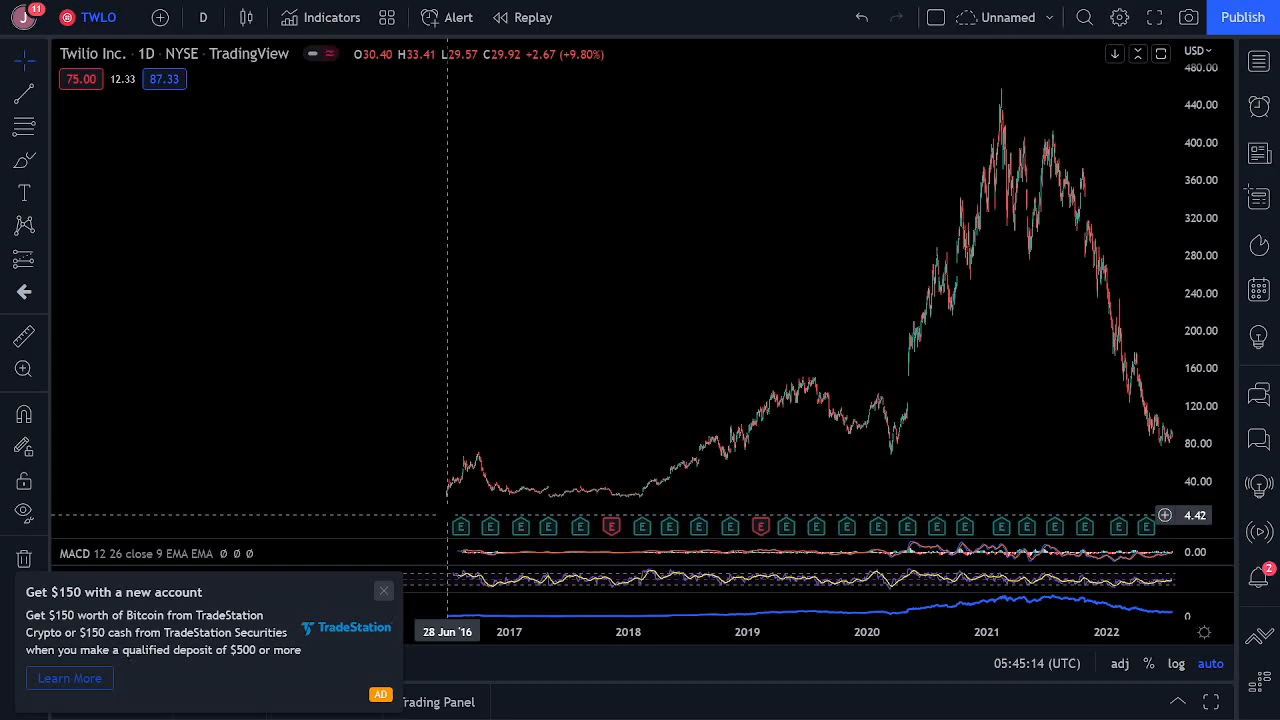 J 11 TWLO D Indicators Alert Replay Unnamed Publish
Twilio Inc. · 1D · NYSE · TradingView O30.40 H33.41 L29.57 C29.92 +2.67 (+9.80%) USD
75.00 12.33 87.33
480.00
440.00
400.00
360.00
320.00
280.00
240.00
200.00
160.00
120.00
80.00
40.00
4.42
E E E E E E E E E E E E E E E E E E E E E E E E
MACD 12 26 close 9 EMA EMA Ø Ø Ø 0.00
2
0
28 Jun '16 2017 2018 2019 2020 2021 2022
Get $150 with a new account
Get $150 worth of Bitcoin from TradeStation
Crypto or $150 cash from TradeStation Securities
when you make a qualified deposit of $500 or more
TradeStation
Learn More
AD
05:45:14 (UTC) adj % log auto
Trading Panel